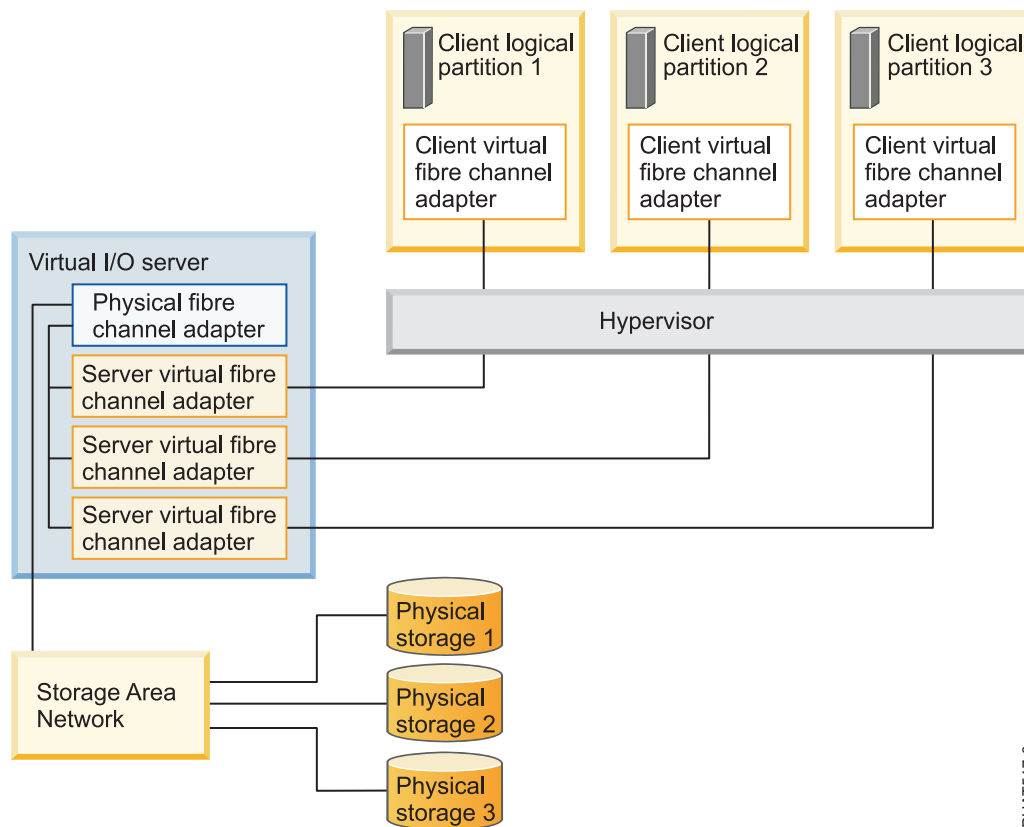 Client logical
partition 1
Client logical
partition 2
Client logical
partition 3
Client virtual
fibre channel
adapter
Client virtual
fibre channel
adapter
Client virtual
fibre channel
adapter
Virtual I/O server
Hypervisor
Physical fibre
channel adapter
Server virtual fibre
channel adapter
Server virtual fibre
channel adapter
Server virtual fibre
channel adapter
Storage Area
Network
Physical
storage 1
Physical
storage 2
Physical
storage 3